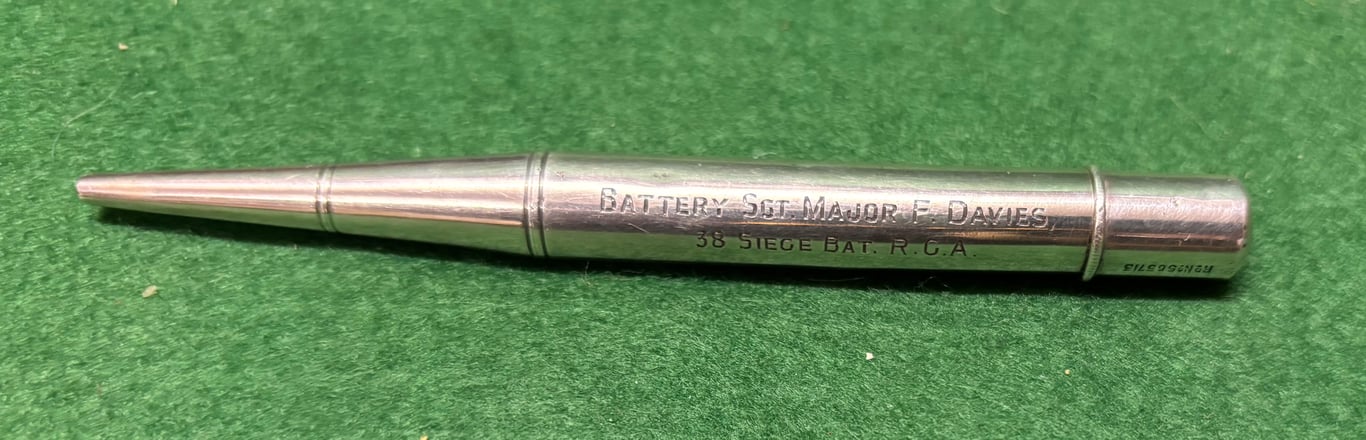 BATTERY SGT. MAJOR F. DAVIES,
38 SIEGE BAT. R.G.A.